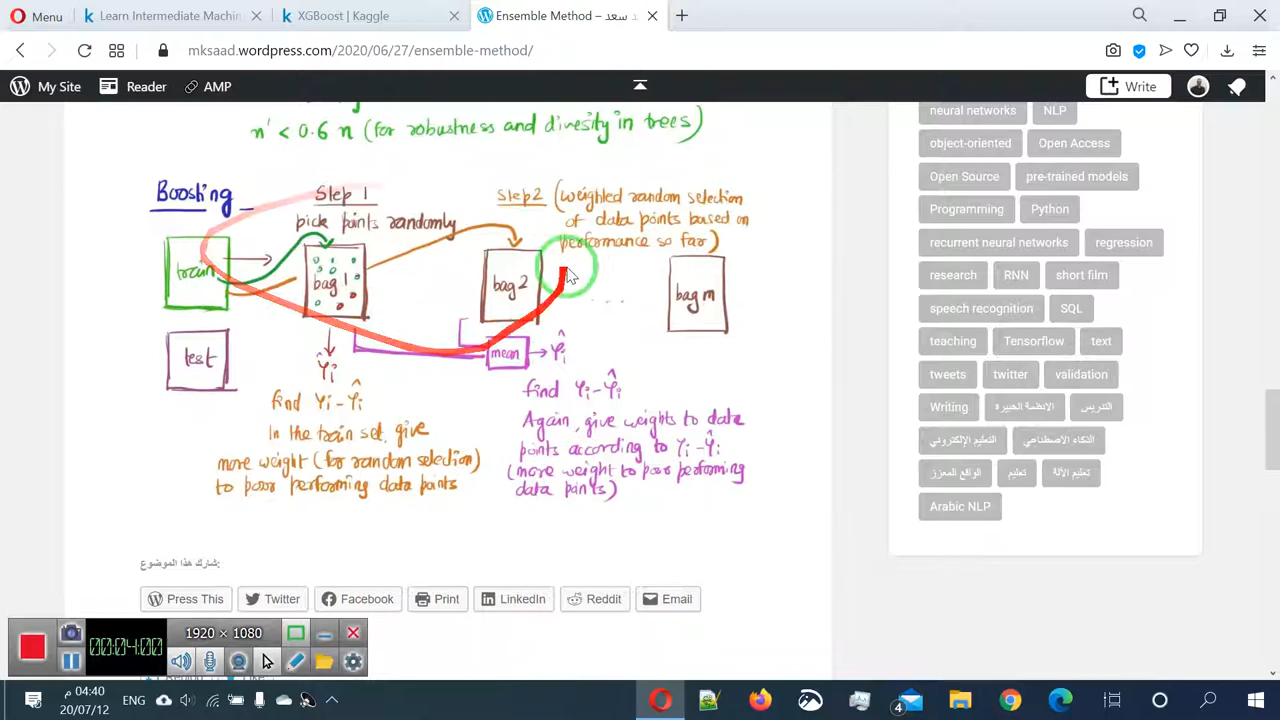 Menu
Learn Intermediate Machin
XGBoost | Kaggle
Ensemble Method – د سعد
mksaad.wordpress.com/2020/06/27/ensemble-method/
My Site
Reader
AMP
Write
n' < 0.6 n (for robustness and divesity in trees)
Boosting
Step 1
pick points randomly
Step2 (weighted random selection
of data points based on
performance so far)
train
bag 1
bag 2
. . .
bag m
test
mean
Ŷi
Ŷi
find Yi-Ŷi
In the train set, give
more weight (for random selection)
to poor performing data points
find Yi-Ŷi
Again, give weights to data
points according to Yi-Ŷi
(more weight to poor performing
data points)
neural networks
NLP
object-oriented
Open Access
Open Source
pre-trained models
Programming
Python
recurrent neural networks
regression
research
RNN
short film
speech recognition
SQL
teaching
Tensorflow
text
tweets
twitter
validation
Writing
الأنظمة الخبيرة
التدريس
التعليم الإلكتروني
الذكاء الاصطناعي
الواقع المعزز
تعليم
تعليم الآلة
Arabic NLP
شارك هذا الموضوع:
Press This
Twitter
Facebook
Print
LinkedIn
Reddit
Email
00:04:00
1920 × 1080
4
ENG
04:40 م
20/07/12